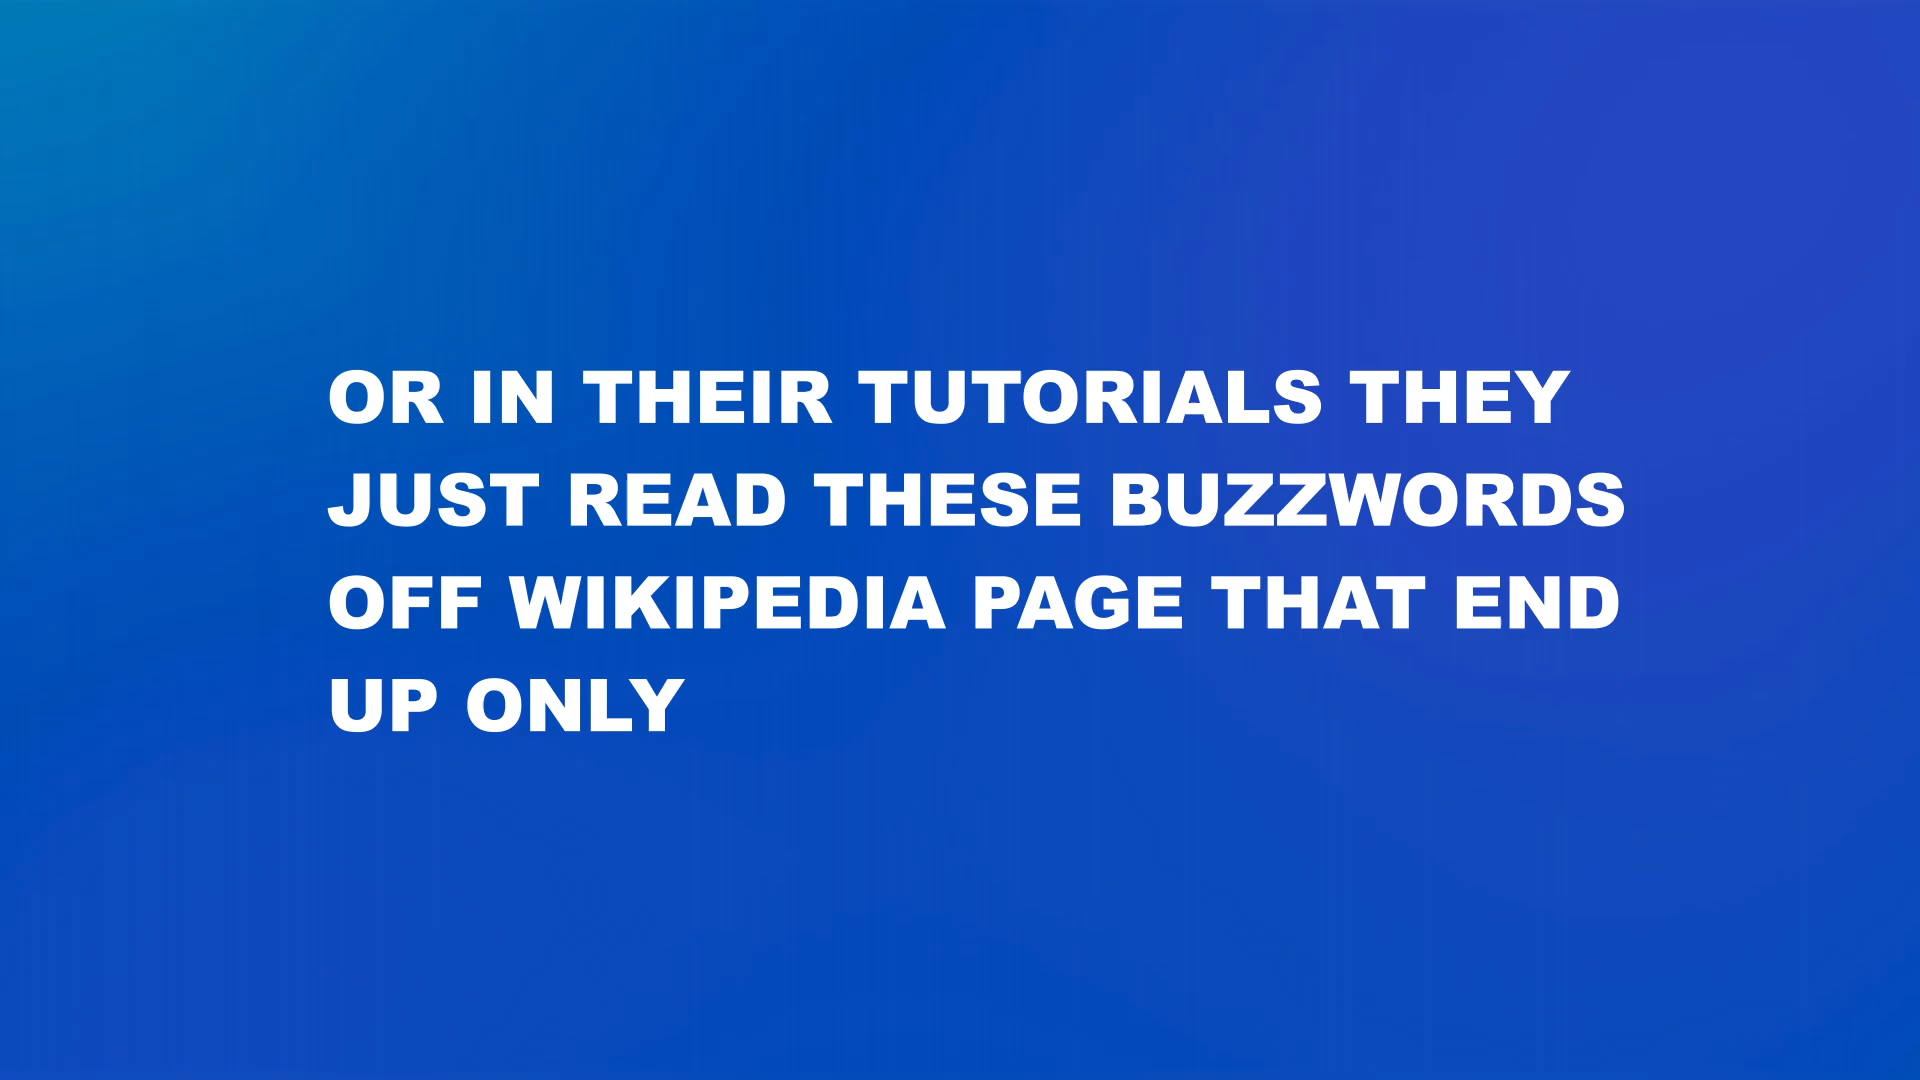 OR IN THEIR TUTORIALS THEY
JUST READ THESE BUZZWORDS
OFF WIKIPEDIA PAGE THAT END
UP ONLY